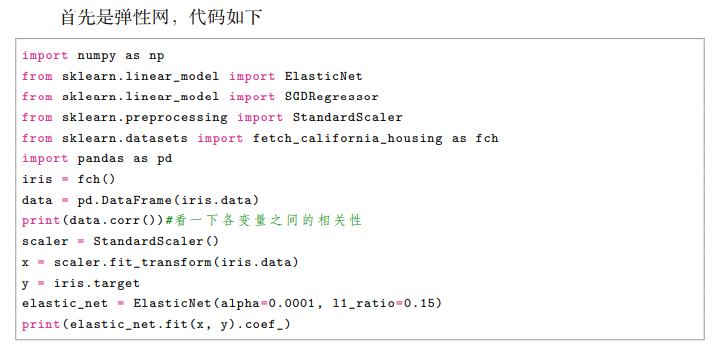 首先是弹性网，代码如下
import numpy as np
from sklearn.linear_model import ElasticNet
from sklearn.linear_model import SGDRegressor
from sklearn.preprocessing import StandardScaler
from sklearn.datasets import fetch_california_housing as fch
import pandas as pd
iris = fch()
data = pd.DataFrame(iris.data)
print(data.corr())#看一下各变量之间的相关性
scaler = StandardScaler()
x = scaler.fit_transform(iris.data)
y = iris.target
elastic_net = ElasticNet(alpha=0.0001, l1_ratio=0.15)
print(elastic_net.fit(x, y).coef_)